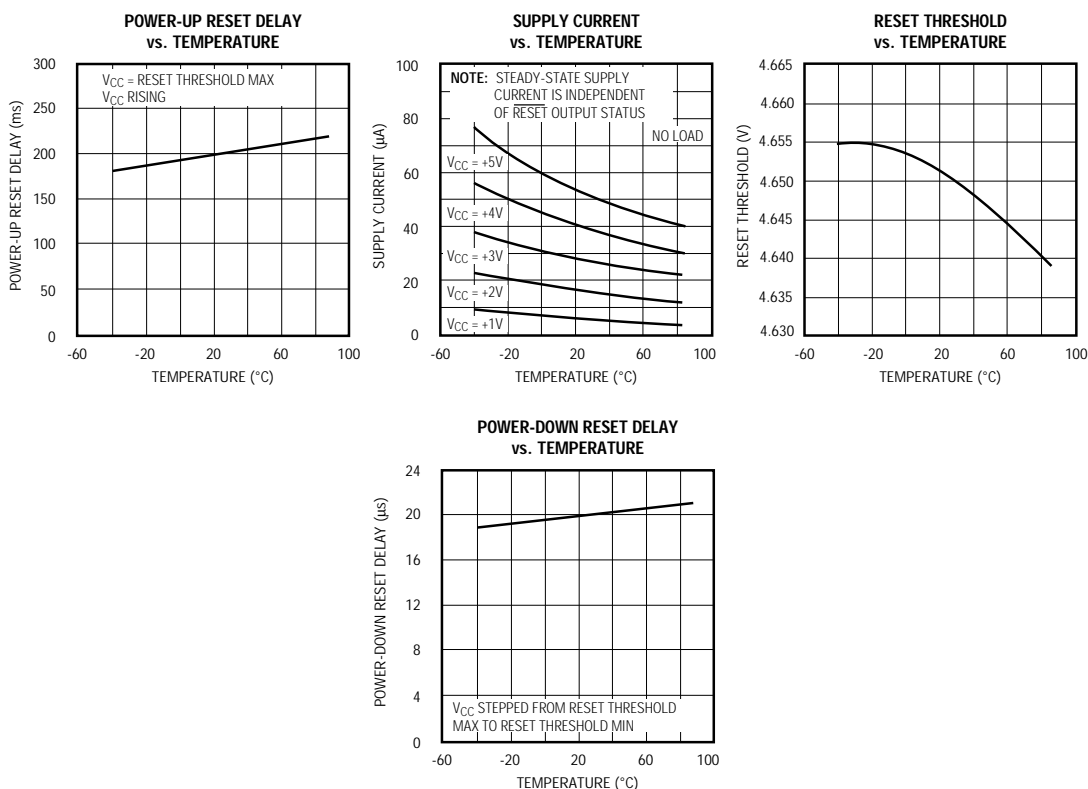 POWER-UP RESET DELAY
vs. TEMPERATURE
300
250
200
150
100
50
0
POWER-UP RESET DELAY (ms)
VCC = RESET THRESHOLD MAX
VCC RISING
-60
-20
20
60
100
TEMPERATURE (°C)
SUPPLY CURRENT
vs. TEMPERATURE
100
80
60
40
20
0
SUPPLY CURRENT (µA)
NOTE: STEADY-STATE SUPPLY
CURRENT IS INDEPENDENT
OF RESET OUTPUT STATUS
NO LOAD
VCC = +5V
VCC = +4V
VCC = +3V
VCC = +2V
VCC = +1V
-60
-20
20
60
100
TEMPERATURE (°C)
RESET THRESHOLD
vs. TEMPERATURE
4.665
4.660
4.655
4.650
4.645
4.640
4.635
4.630
RESET THRESHOLD (V)
-60
-20
20
60
100
TEMPERATURE (°C)
POWER-DOWN RESET DELAY
vs. TEMPERATURE
24
20
16
12
8
4
0
POWER-DOWN RESET DELAY (µs)
VCC STEPPED FROM RESET THRESHOLD
MAX TO RESET THRESHOLD MIN
-60
-20
20
60
100
TEMPERATURE (°C)